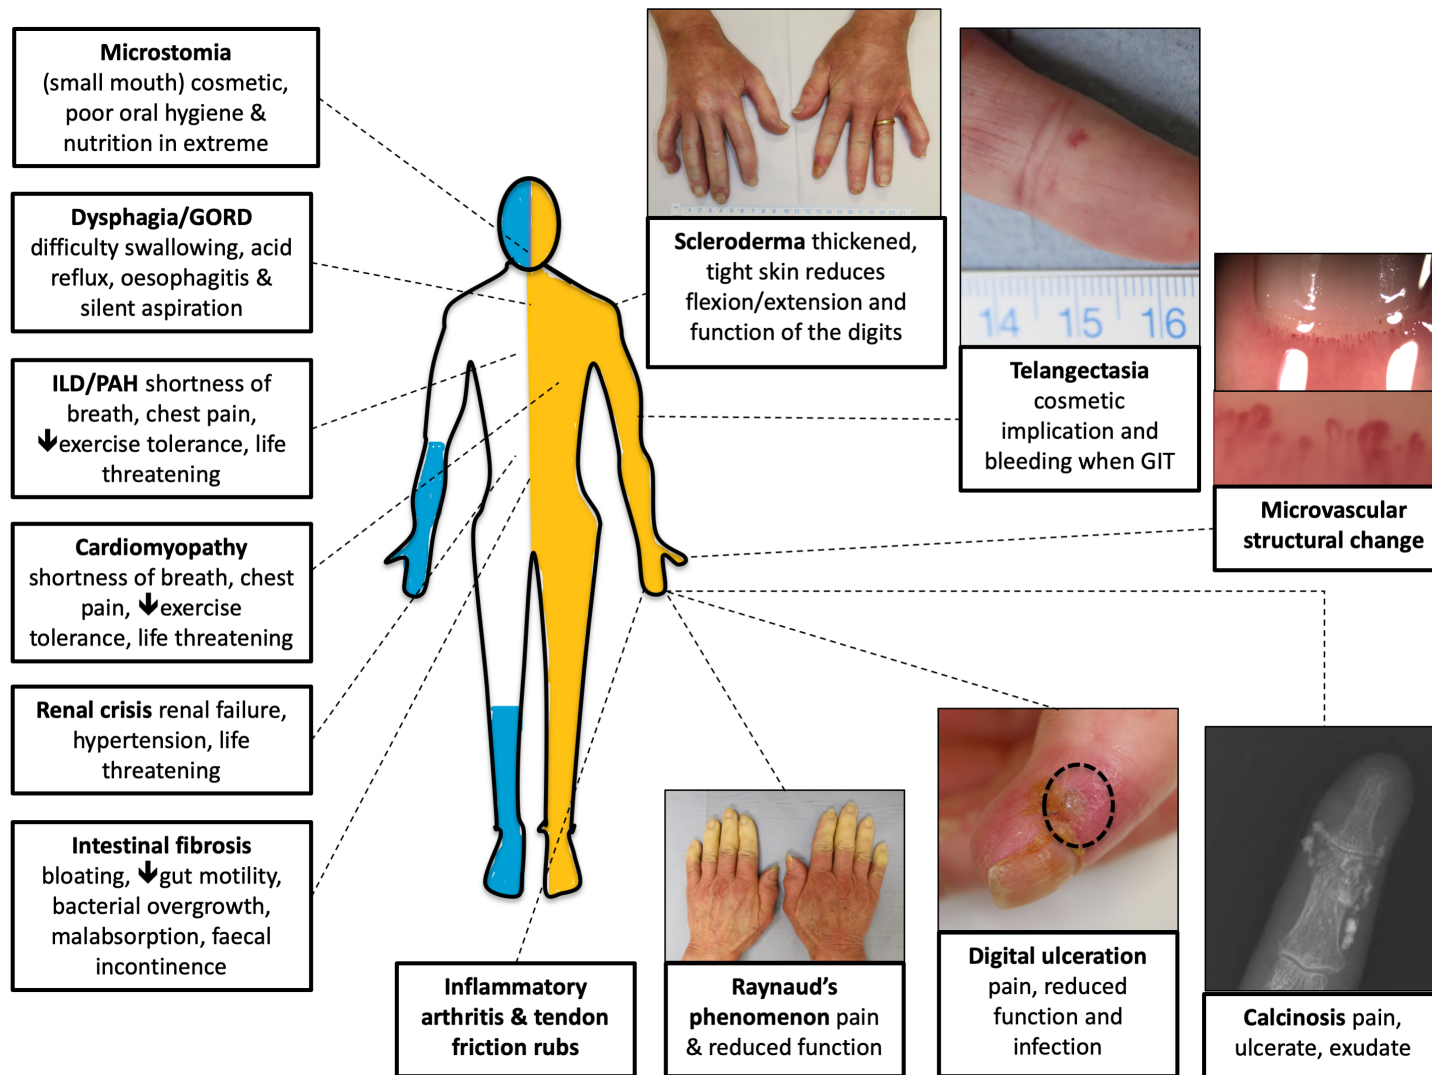 Microstomia
(small mouth) cosmetic,
poor oral hygiene &
nutrition in extreme
Dysphagia/GORD
difficulty swallowing, acid
reflux, oesophagitis &
silent aspiration
ILD/PAH shortness of
breath, chest pain,
🡻exercise tolerance, life
threatening
Cardiomyopathy
shortness of breath, chest
pain, 🡻exercise
tolerance, life threatening
Renal crisis renal failure,
hypertension, life
threatening
Intestinal fibrosis
bloating, 🡻gut motility,
bacterial overgrowth,
malabsorption, faecal
incontinence
Scleroderma thickened,
tight skin reduces
flexion/extension and
function of the digits
14 15 16
Telangectasia
cosmetic
implication and
bleeding when GIT
Microvascular
structural change
Inflammatory
arthritis & tendon
friction rubs
Raynaud’s
phenomenon pain
& reduced function
Digital ulceration
pain, reduced
function and
infection
Calcinosis pain,
ulcerate, exudate